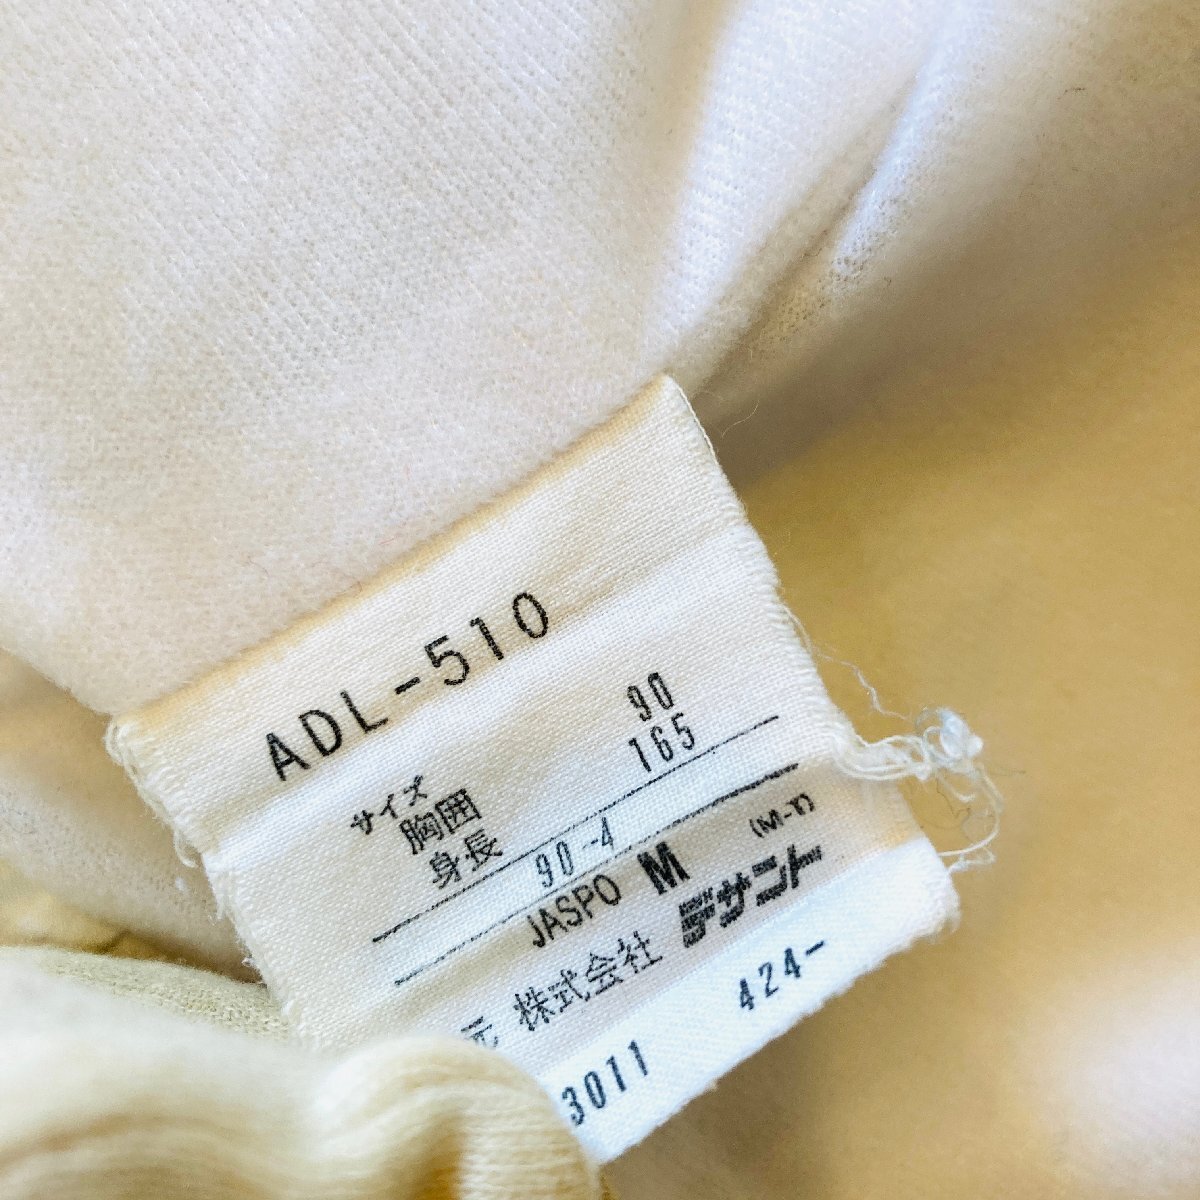 ADL-510
サイズ
胸囲 90
身長 165
90-4
JASPO M (M-T)
元 株式会社 デサント
3011 424-